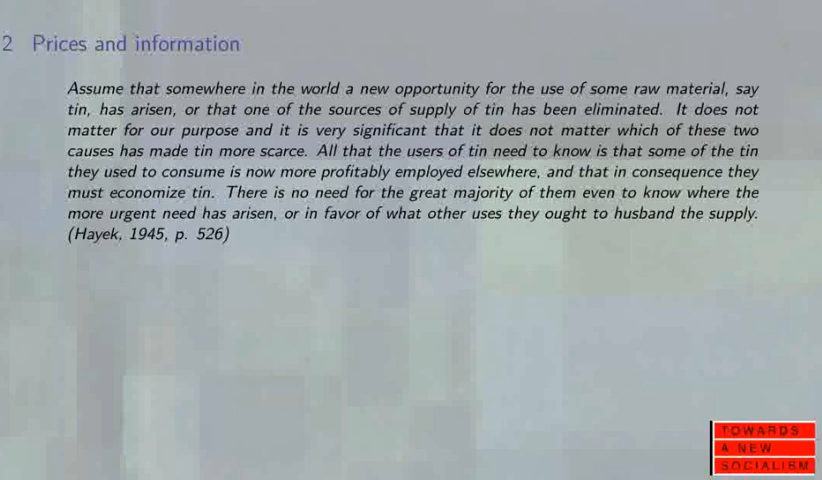 2 Prices and information
Assume that somewhere in the world a new opportunity for the use of some raw material, say
tin, has arisen, or that one of the sources of supply of tin has been eliminated. It does not
matter for our purpose and it is very significant that it does not matter which of these two
causes has made tin more scarce. All that the users of tin need to know is that some of the tin
they used to consume is now more profitably employed elsewhere, and that in consequence they
must economize tin. There is no need for the great majority of them even to know where the
more urgent need has arisen, or in favor of what other uses they ought to husband the supply.
(Hayek, 1945, p. 526)
TOWARDS
A NEW
SOCIALISM